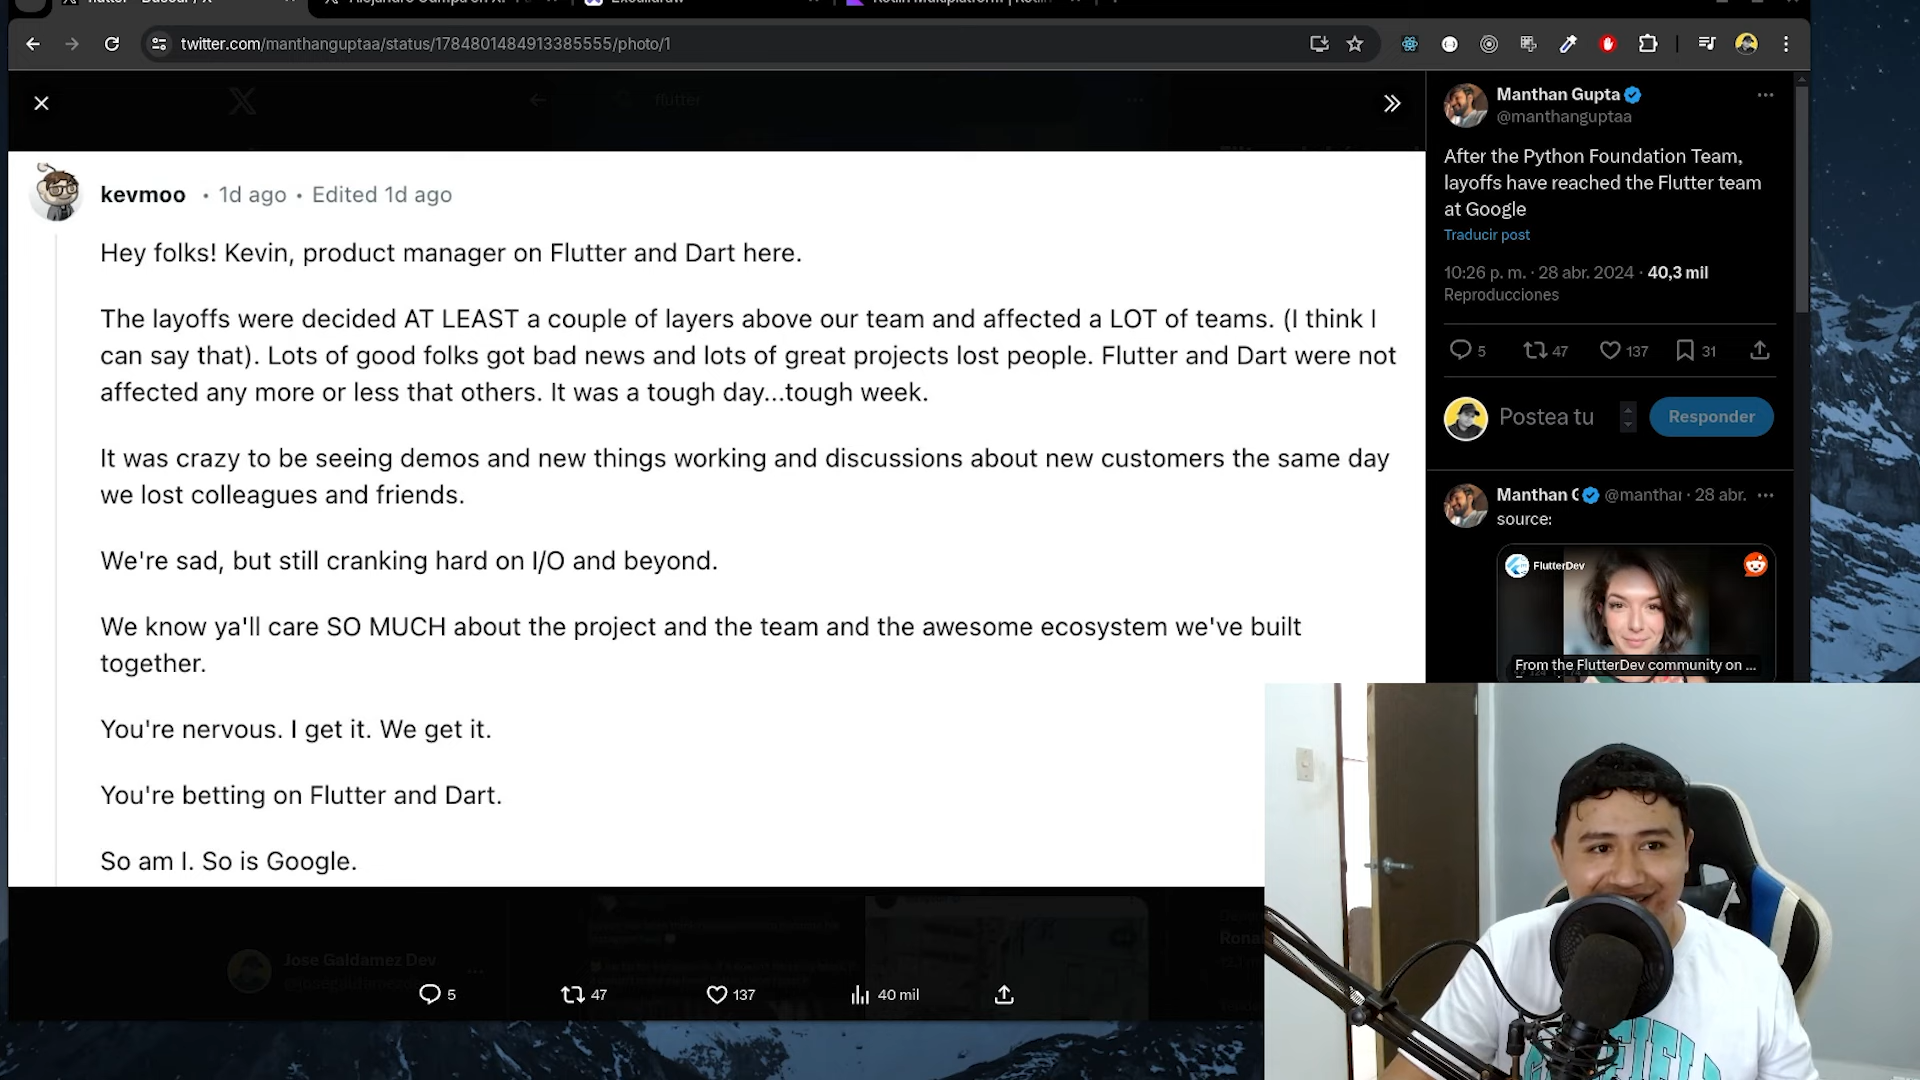 twitter.com/manthanguptaa/status/1784801484913385555/photo/1
flutter
kevmoo • 1d ago • Edited 1d ago
Hey folks! Kevin, product manager on Flutter and Dart here.
The layoffs were decided AT LEAST a couple of layers above our team and affected a LOT of teams. (I think I
can say that). Lots of good folks got bad news and lots of great projects lost people. Flutter and Dart were not
affected any more or less that others. It was a tough day...tough week.
It was crazy to be seeing demos and new things working and discussions about new customers the same day
we lost colleagues and friends.
We're sad, but still cranking hard on I/O and beyond.
We know ya'll care SO MUCH about the project and the team and the awesome ecosystem we've built
together.
You're nervous. I get it. We get it.
You're betting on Flutter and Dart.
So am I. So is Google.
Jose Galdamez Dev
5 47 137 40 mil
Manthan Gupta
@manthanguptaa
After the Python Foundation Team,
layoffs have reached the Flutter team
at Google
Traducir post
10:26 p. m. · 28 abr. 2024 · 40,3 mil
Reproducciones
5 47 137 31
Postea tu
Responder
Manthan G @manthar · 28 abr.
source:
FlutterDev
From the FlutterDev community on ...